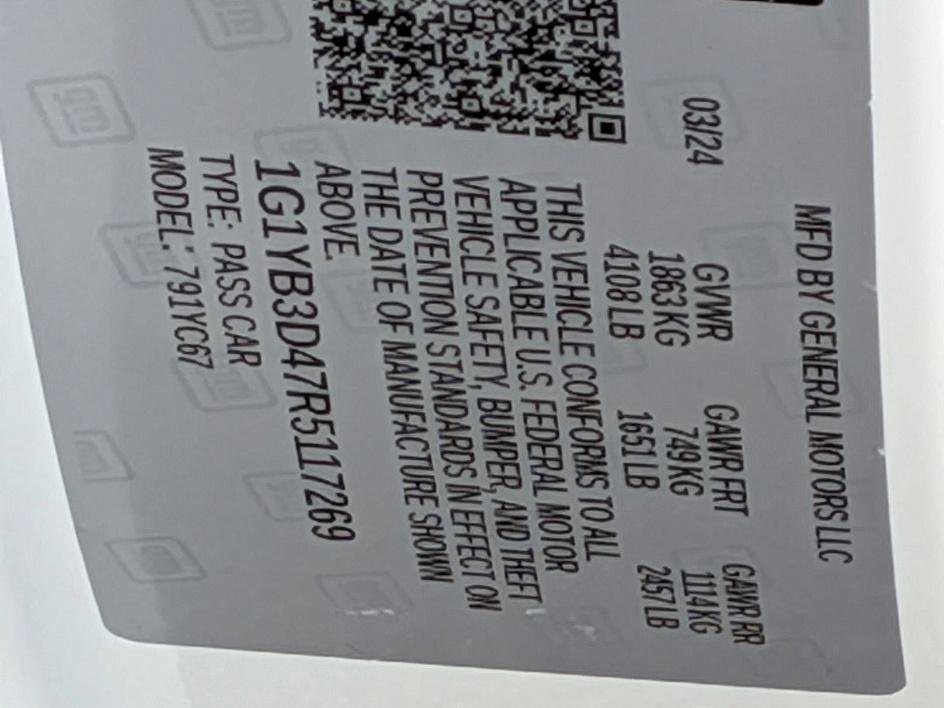 MFD BY GENERAL MOTORS LLC
03/24 GVWR GAWR FRT GAWR RR
1863 KG 749 KG 1114 KG
4108 LB 1651 LB 2457 LB
THIS VEHICLE CONFORMS TO ALL
APPLICABLE U.S. FEDERAL MOTOR
VEHICLE SAFETY, BUMPER, AND THEFT
PREVENTION STANDARDS IN EFFECT ON
THE DATE OF MANUFACTURE SHOWN
ABOVE.
1G1YB3D47R5117269
TYPE: PASS CAR
MODEL: 791YC67
gm